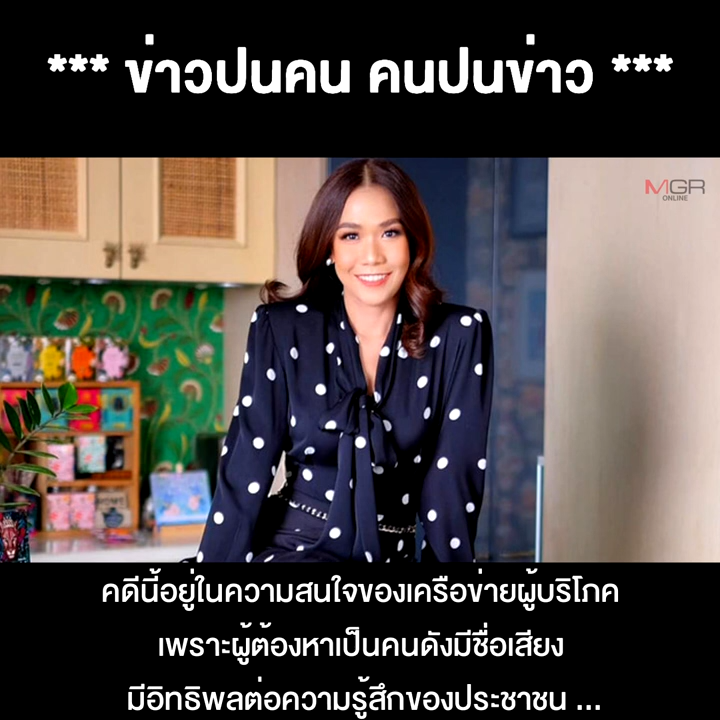 *** ข่าวปนคน คนปนข่าว ***
MGR
ONLINE
คดีนี้อยู่ในความสนใจของเครือข่ายผู้บริโภค
เพราะผู้ต้องหาเป็นคนดังมีชื่อเสียง
มีอิทธิพลต่อความรู้สึกของประชาชน ...